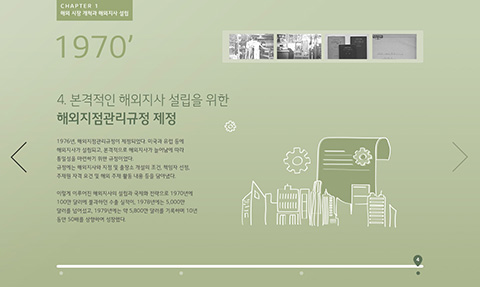 CHAPTER 1
해외 시장 개척과 해외지사 설립
1970'
4. 본격적인 해외지사 설립을 위한
해외지점관리규정 제정
1976년, 해외지점관리규정이 제정되었다. 미국과 유럽 등에
해외지사가 설립되고, 본격적으로 해외지사가 늘어남에 따라
통일성을 마련하기 위한 규정이었다.
규정에는 해외지사와 지점 및 출장소 개설의 조건, 책임자 선정,
주재원 자격 요건 및 해외 주재 활동 내용 등을 담아냈다.
이렇게 이루어진 해외지사의 설립과 국제화 전략으로 1970년에
100만 달러에 불과하던 수출 실적이, 1978년에는 5,000만
달러를 넘어섰고, 1979년에는 약 5,800만 달러를 기록하며 10년
동안 50배를 상향하여 성장했다.
4